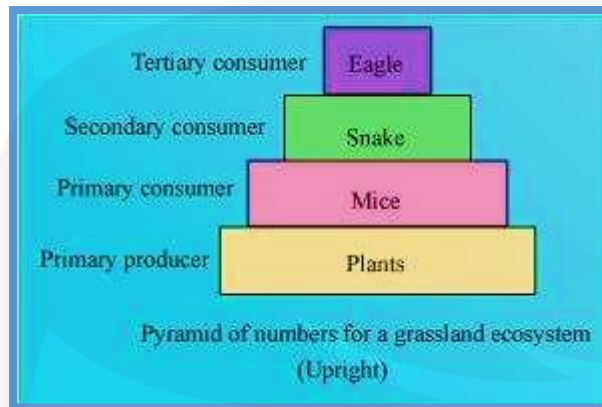 Tertiary consumer Eagle
Secondary consumer Snake
Primary consumer Mice
Primary producer Plants
Pyramid of numbers for a grassland ecosystem
(Upright)